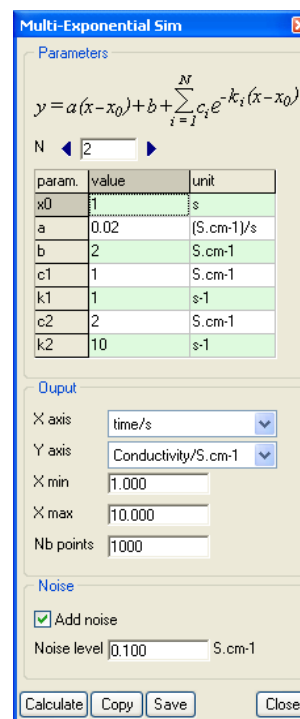 Multi-Exponential Sim
Parameters
N
y = a(x-x₀) + b + ∑ cᵢe^-kᵢ(x-x₀)
i = 1
N 2
param. value unit
x0 1 s
a 0.02 (S.cm-1)/s
b 2 S.cm-1
c1 1 S.cm-1
k1 1 s-1
c2 2 S.cm-1
k2 10 s-1
Ouput
X axis time/s
Y axis Conductivity/S.cm-1
X min 1.000
X max 10.000
Nb points 1000
Noise
Add noise
Noise level 0.100 S.cm-1
Calculate Copy Save Close